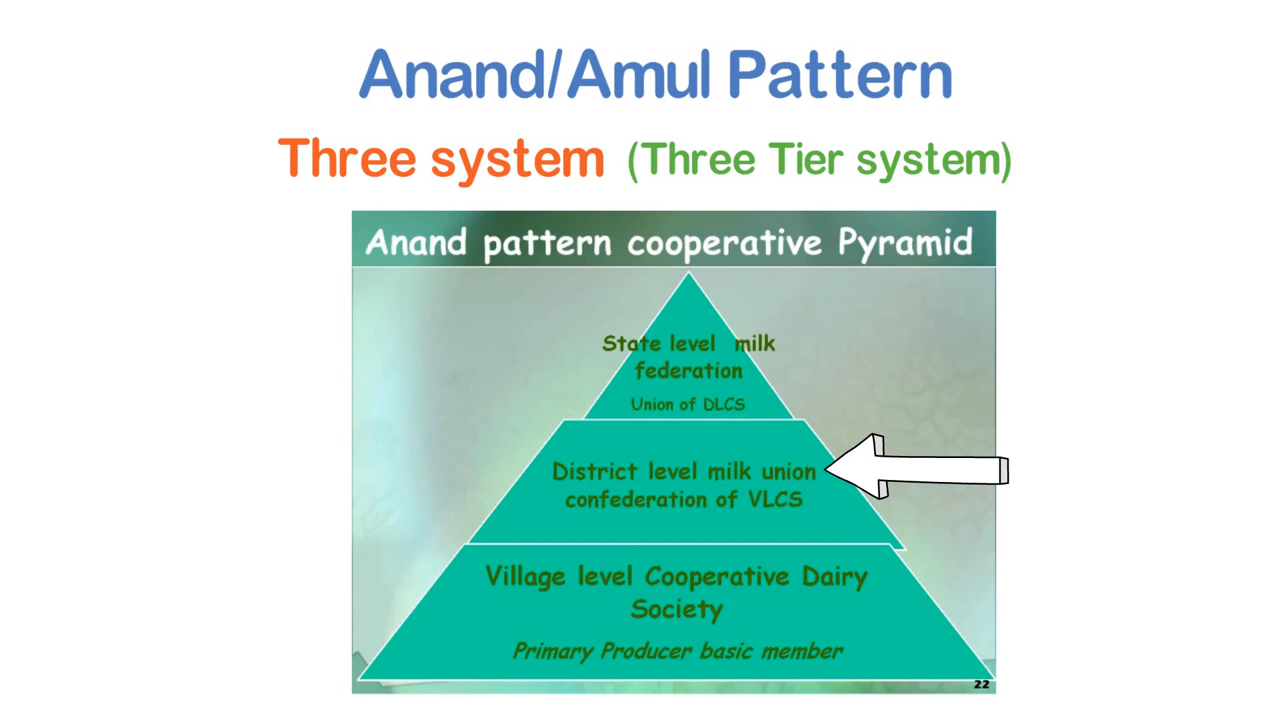 Anand/Amul Pattern
Three system (Three Tier system)
Anand pattern cooperative Pyramid
State level milk
federation
Union of DLCS
District level milk union
confederation of VLCS
Village level Cooperative Dairy
Society
Primary Producer basic member
22